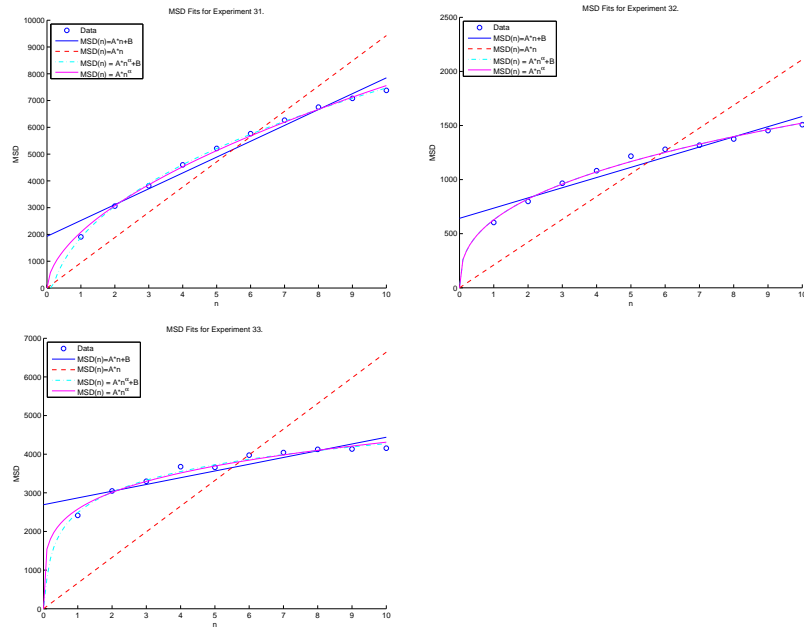 MSD Fits for Experiment 31.
10000
9000
8000
7000
6000
5000
4000
3000
2000
1000
0
MSD
Data
MSD(n)=A*n+B
MSD(n)=A*n
MSD(n) = A*n^α+B
MSD(n) = A*n^α
0 1 2 3 4 5 6 7 8 9 10
n
MSD Fits for Experiment 32.
2500
2000
1500
1000
500
0
MSD
Data
MSD(n)=A*n+B
MSD(n)=A*n
MSD(n) = A*n^α+B
MSD(n) = A*n^α
0 1 2 3 4 5 6 7 8 9 10
n
MSD Fits for Experiment 33.
7000
6000
5000
4000
3000
2000
1000
0
MSD
Data
MSD(n)=A*n+B
MSD(n)=A*n
MSD(n) = A*n^α+B
MSD(n) = A*n^α
0 1 2 3 4 5 6 7 8 9 10
n